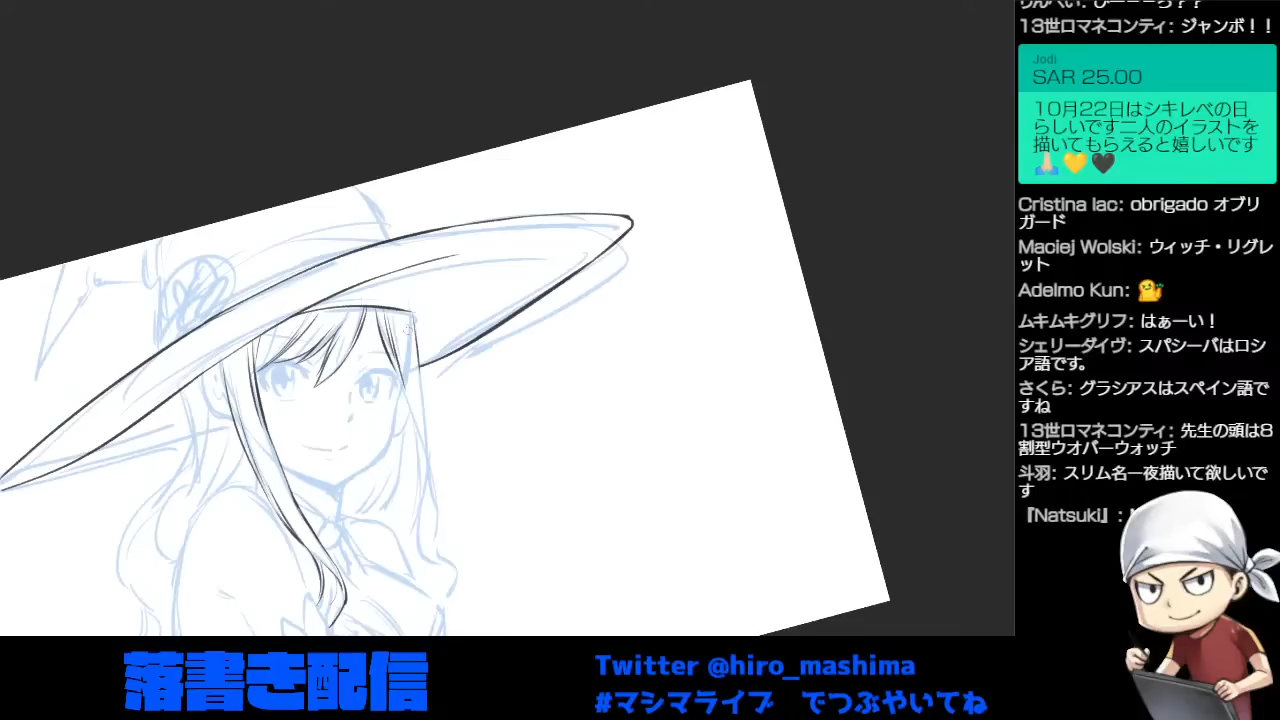 13世ロマネコンティ: ジャンボ！！
Jodi
SAR 25.00
10月22日はシキレベの日
らしいです二人のイラストを
描いてもらえると嬉しいです
🙏🏻💛🖤
Cristina Iac: obrigado オブリ
ガード
Maciej Wolski: ウィッチ・リグレ
ット
Adelmo Kun:
ムキムキグリフ: はぁーい！
シェリーダイヴ: スパシーバはロシ
ア語です。
さくら: グラシアスはスペイン語で
すね
13世ロマネコンティ: 先生の頭は8
割型ウオバーウォッチ
斗羽: スリム名一夜描いて欲しいで
す
『Natsuki』:
落書き配信
Twitter @hiro_mashima
#マシマライブ　でつぶやいてね